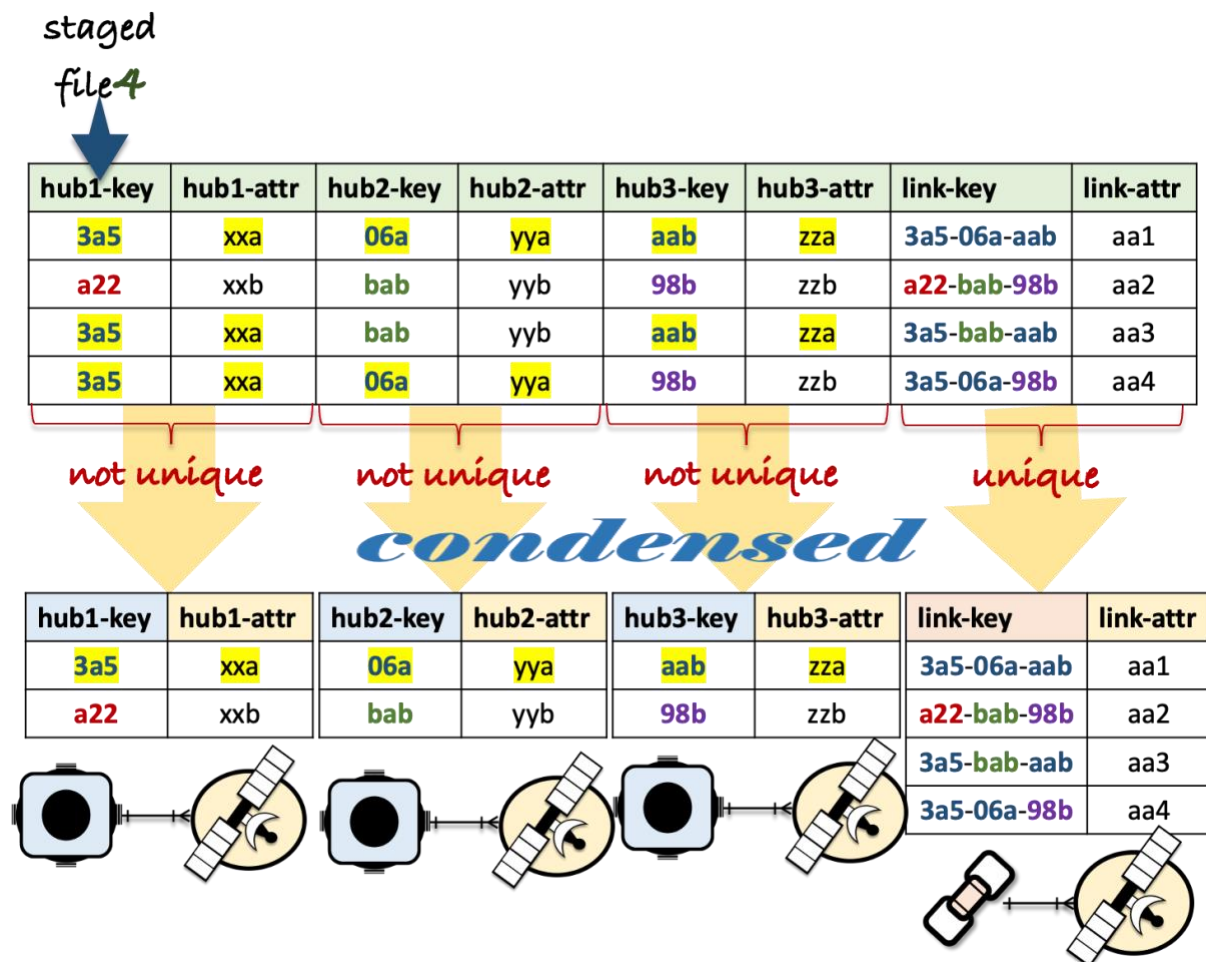 staged
file4
hub1-key hub1-attr hub2-key hub2-attr hub3-key hub3-attr link-key link-attr
3a5 xxa 06a yya aab zza 3a5-06a-aab aa1
a22 xxb bab yyb 98b zzb a22-bab-98b aa2
3a5 xxa bab yyb aab zza 3a5-bab-aab aa3
3a5 xxa 06a yya 98b zzb 3a5-06a-98b aa4
not unique not unique not unique unique
condensed
hub1-key hub1-attr hub2-key hub2-attr hub3-key hub3-attr link-key link-attr
3a5 xxa 06a yya aab zza 3a5-06a-aab aa1
a22 xxb bab yyb 98b zzb a22-bab-98b aa2
3a5-bab-aab aa3
3a5-06a-98b aa4